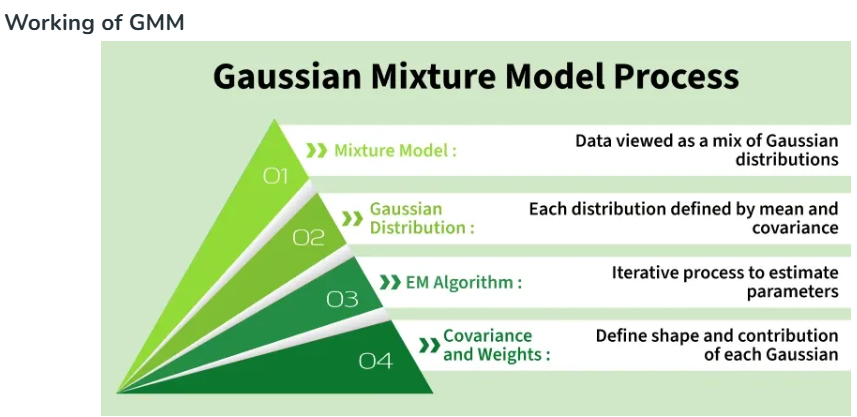 Working of GMM
Gaussian Mixture Model Process
01
Mixture Model :
Data viewed as a mix of Gaussian
distributions
02
Gaussian
Distribution :
Each distribution defined by mean and
covariance
03
EM Algorithm :
Iterative process to estimate
parameters
04
Covariance
and Weights :
Define shape and contribution
of each Gaussian